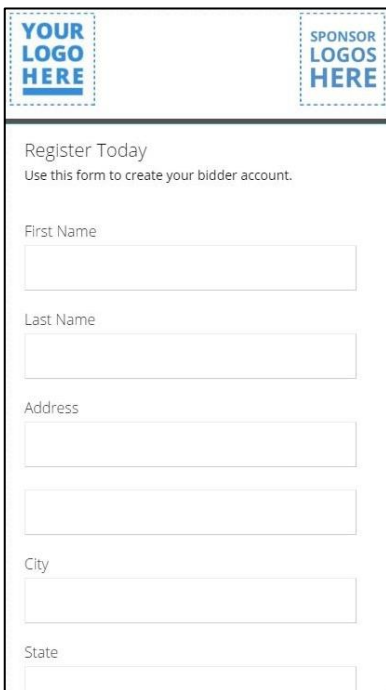 YOUR
LOGO
HERE
SPONSOR
LOGOS
HERE
Register Today
Use this form to create your bidder account.
First Name
Last Name
Address
City
State